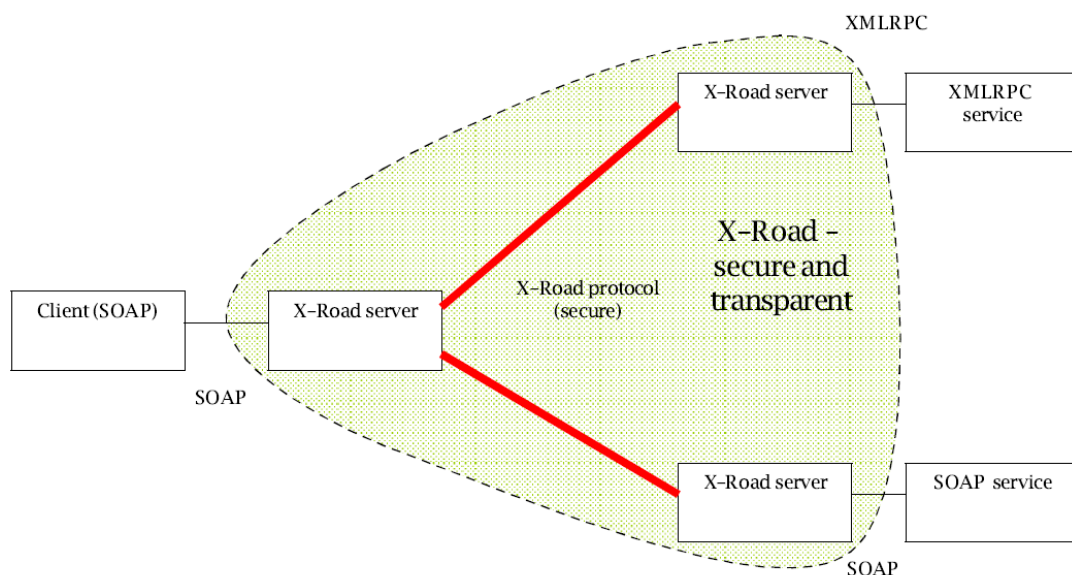 XMLRPC
X-Road server
XMLRPC
service
X-Road -
secure and
transparent
X-Road protocol
(secure)
Client (SOAP)
X-Road server
SOAP
X-Road server
SOAP service
SOAP